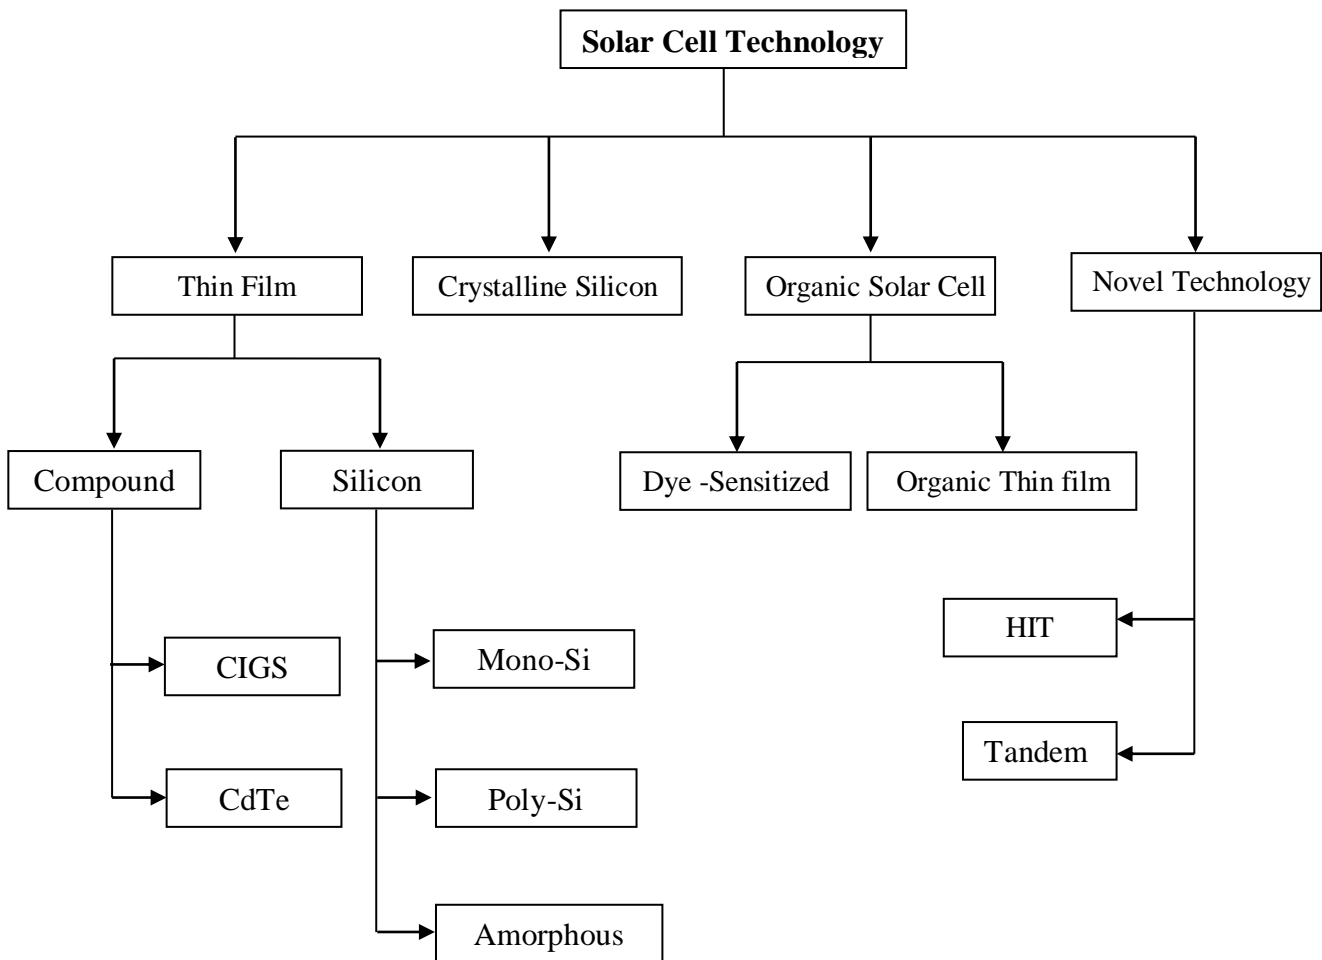 Solar Cell Technology
Thin Film
Crystalline Silicon
Organic Solar Cell
Novel Technology
Compound
Silicon
Dye -Sensitized
Organic Thin film
HIT
Mono-Si
CIGS
Tandem
CdTe
Poly-Si
Amorphous